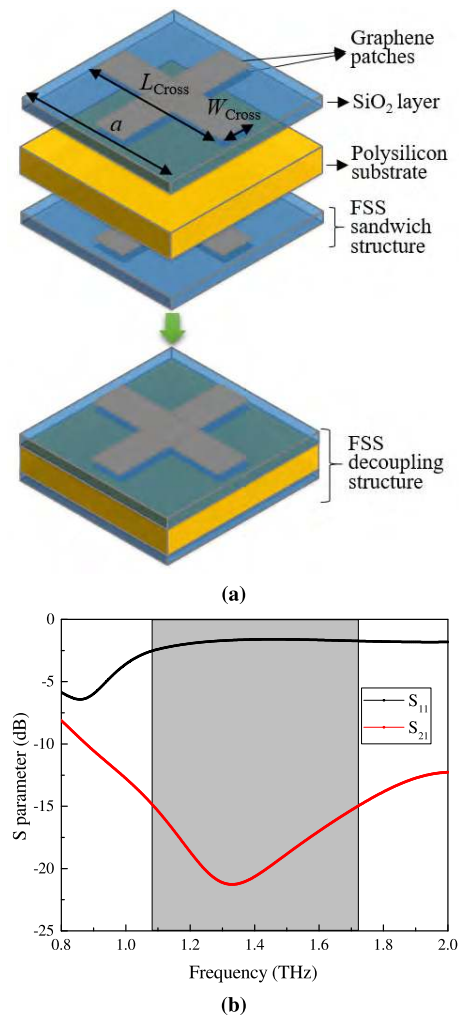 Graphene
patches
L_Cross
W_Cross
a
SiO₂ layer
Polysilicon
substrate
FSS
sandwich
structure
FSS
decoupling
structure
(a)
0
-5
-10
-15
-20
-25
S parameter (dB)
S₁₁
S₂₁
0.8
1.0
1.2
1.4
1.6
1.8
2.0
Frequency (THz)
(b)